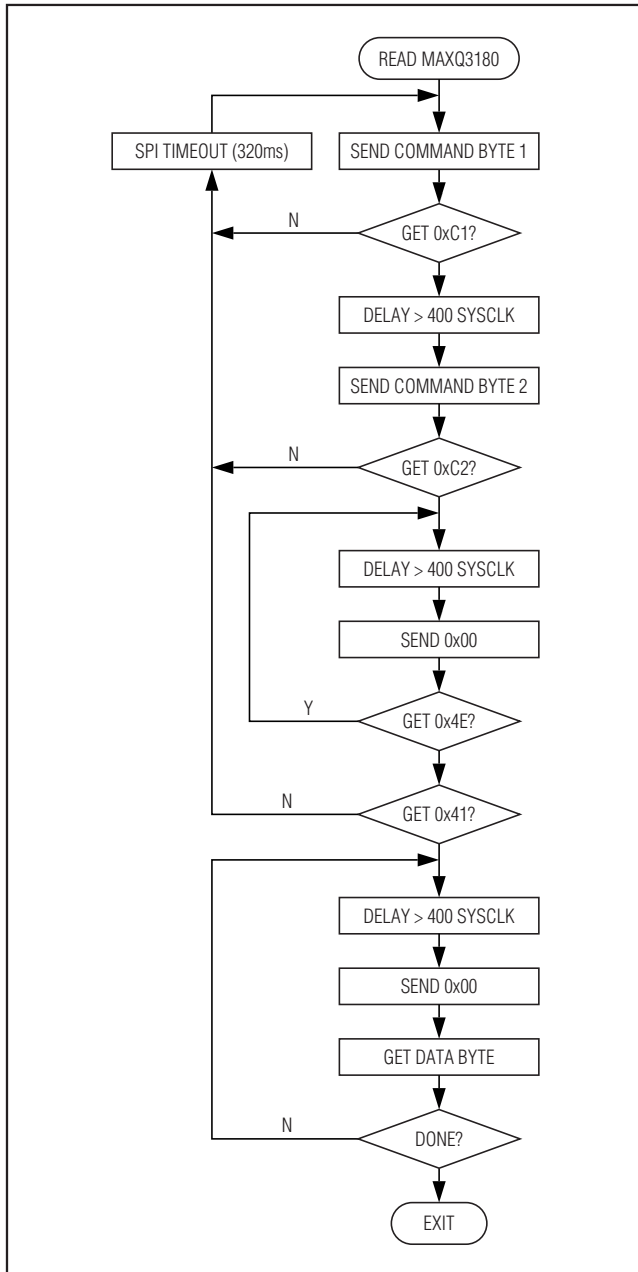 READ MAXQ3180
SPI TIMEOUT (320ms)
SEND COMMAND BYTE 1
N
GET 0xC1?
DELAY > 400 SYSCLK
SEND COMMAND BYTE 2
N
GET 0xC2?
DELAY > 400 SYSCLK
SEND 0x00
Y
GET 0x4E?
N
GET 0x41?
DELAY > 400 SYSCLK
SEND 0x00
GET DATA BYTE
N
DONE?
EXIT